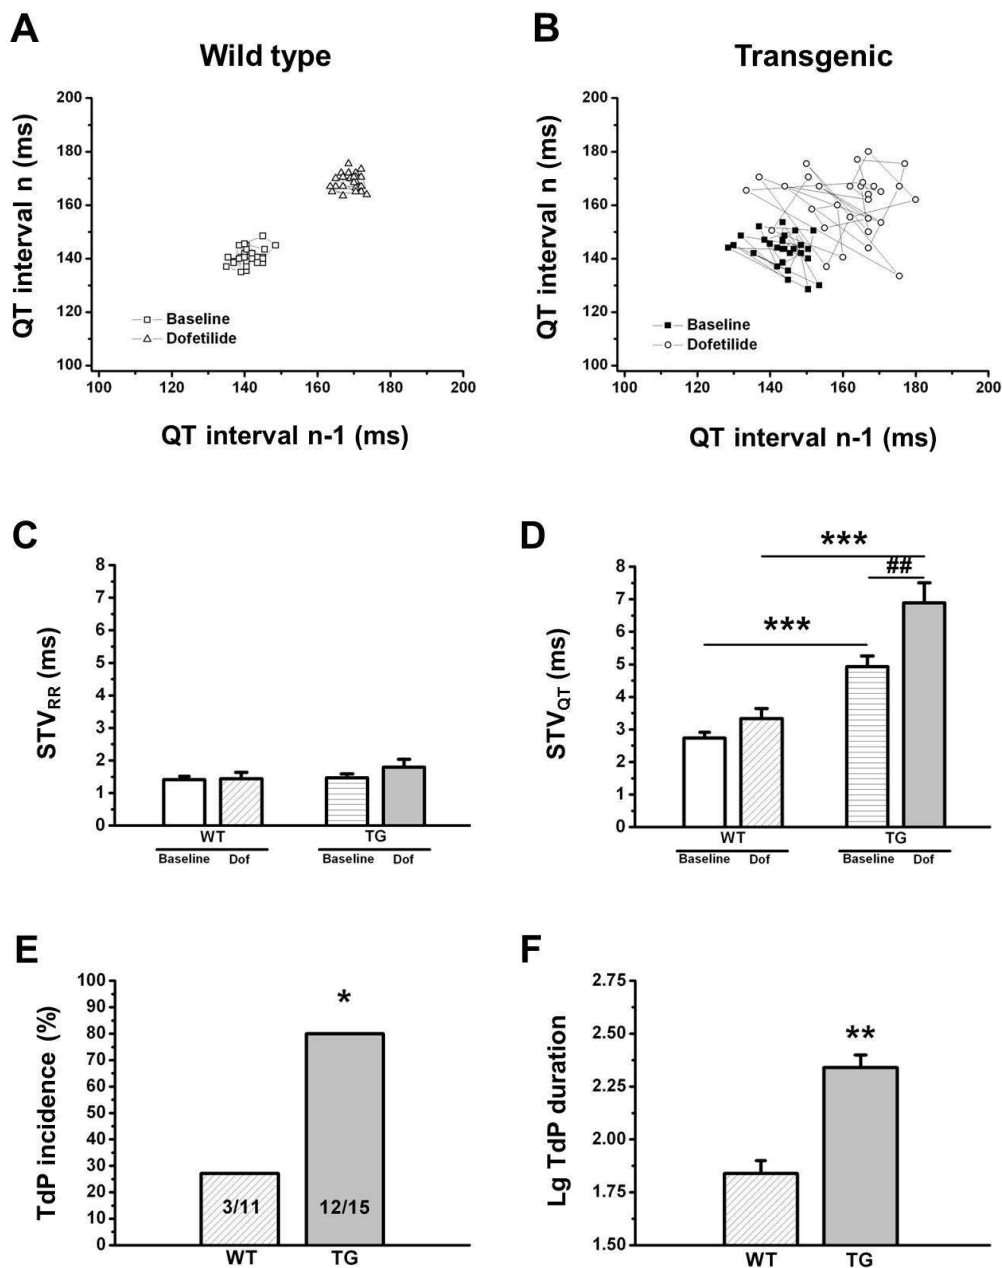 A
Wild type
QT interval n (ms)
200
180
160
140
120
100
Baseline
Dofetilide
100 120 140 160 180 200
QT interval n-1 (ms)
B
Transgenic
QT interval n (ms)
200
180
160
140
120
100
Baseline
Dofetilide
100 120 140 160 180 200
QT interval n-1 (ms)
C
STVRR (ms)
8
7
6
5
4
3
2
1
0
WT TG
Baseline Dof Baseline Dof
D
STVQT (ms)
8
7
6
5
4
3
2
1
0
***
##
***
WT TG
Baseline Dof Baseline Dof
E
TdP incidence (%)
100
90
80
70
60
50
40
30
20
10
0
*
3/11 12/15
WT TG
F
Lg TdP duration
2.75
2.50
2.25
2.00
1.75
1.50
**
WT TG